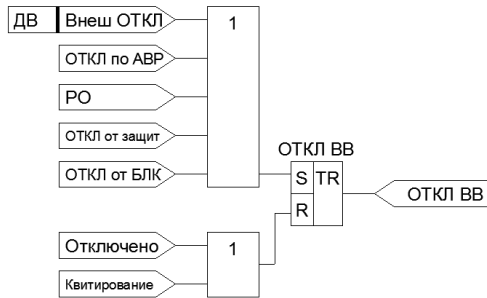 ДВ Внеш ОТКЛ 1
ОТКЛ по АВР
РО
ОТКЛ от защит
ОТКЛ ВВ
ОТКЛ от БЛК
S TR
ОТКЛ ВВ
R
Отключено 1
Квитирование